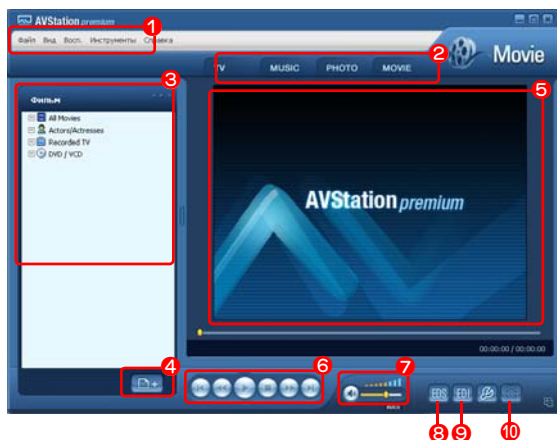 AVStation premium
1
Файл Вид Восп. Инструменты Справка
2
TV MUSIC PHOTO MOVIE
Movie
3
Фильм
All Movies
Actors/Actresses
Recorded TV
DVD / VCD
5
AVStation premium
00:00:00 / 00:00:00
4
6
7
EDS EDI
8 9 10